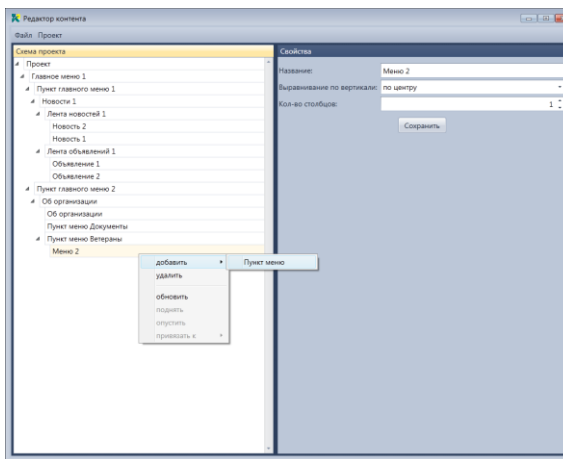 Редактор контента
Файл Проект
Схема проекта
Проект
Главное меню 1
Пункт главного меню 1
Новости 1
Лента новостей 1
Новость 2
Новость 1
Лента объявлений 1
Объявление 1
Объявление 2
Пункт главного меню 2
Об организации
Об организации
Пункт меню Документы
Пункт меню Ветераны
Меню 2
добавить
Пункт меню
удалить
обновить
поднять
опустить
привязать к
Свойства
Название: Меню 2
Выравнивание по вертикали: по центру
Кол-во столбцов: 1
Сохранить